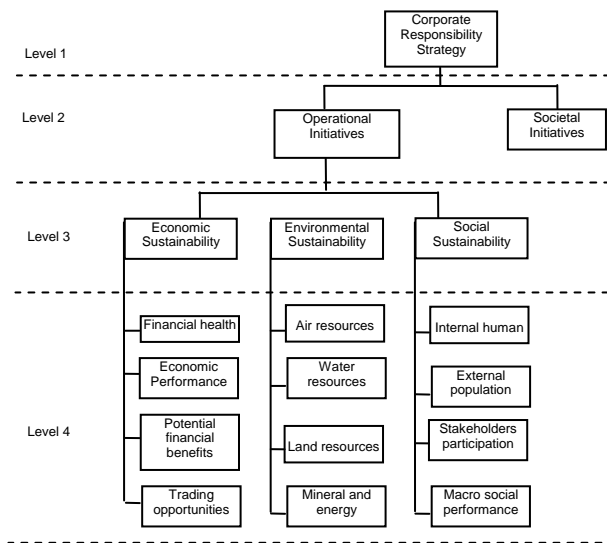 Corporate
Responsibility
Strategy
Level 1
Level 2
Operational
Initiatives
Societal
Initiatives
Level 3
Economic
Sustainability
Environmental
Sustainability
Social
Sustainability
Financial health
Air resources
Internal human
Economic
Performance
Water
resources
External
population
Level 4
Potential
financial
benefits
Land resources
Stakeholders
participation
Trading
opportunities
Mineral and
energy
Macro social
performance